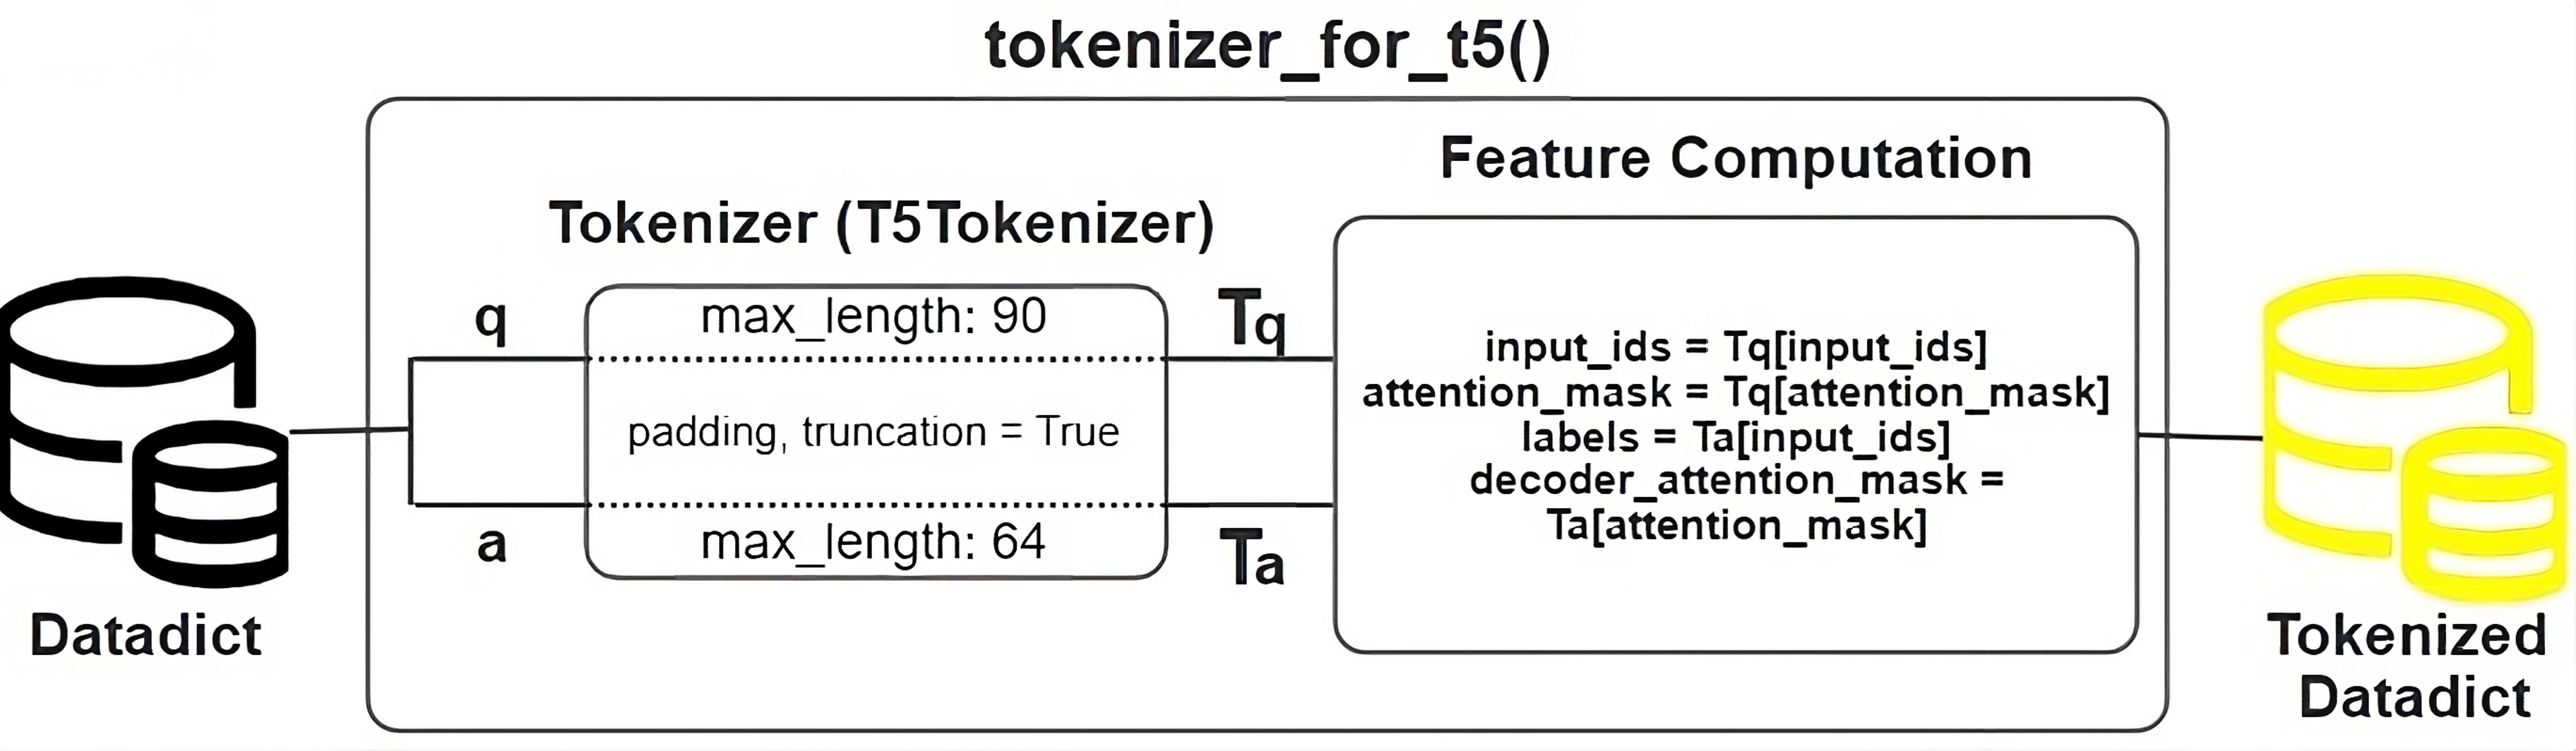 tokenizer_for_t5()
Feature Computation
Tokenizer (T5Tokenizer)
q
max_length: 90
Tq
padding, truncation = True
a
max_length: 64
Ta
input_ids = Tq[input_ids]
attention_mask = Tq[attention_mask]
labels = Ta[input_ids]
decoder_attention_mask =
Ta[attention_mask]
Datadict
Tokenized
Datadict